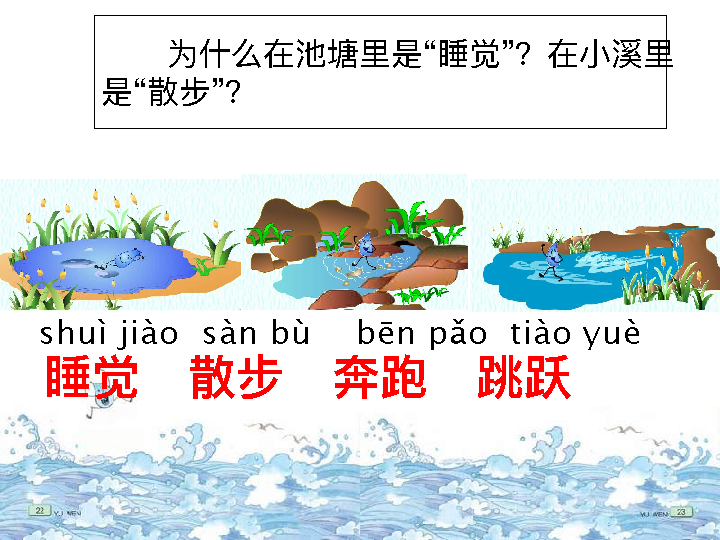 为什么在池塘里是“睡觉”？在小溪里
是“散步”？
shuì jiào sàn bù bēn pǎo tiào yuè
睡觉 散步 奔跑 跳跃
22 YU WEN
YU WEN 23